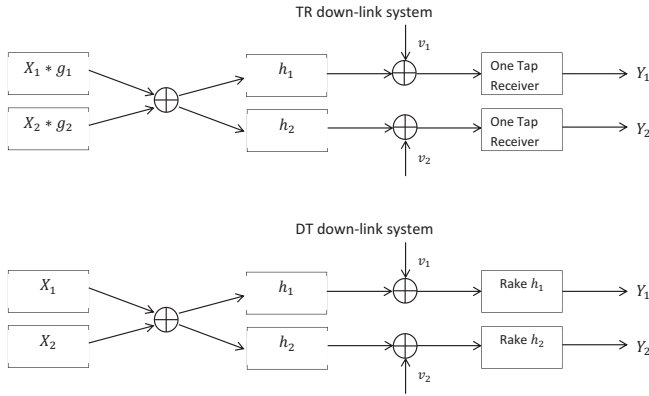 TR down-link system
v₁
X₁ * g₁
h₁
One Tap
Receiver
Y₁
X₂ * g₂
h₂
One Tap
Receiver
Y₂
v₂
DT down-link system
v₁
X₁
h₁
Rake h₁
Y₁
X₂
h₂
Rake h₂
Y₂
v₂